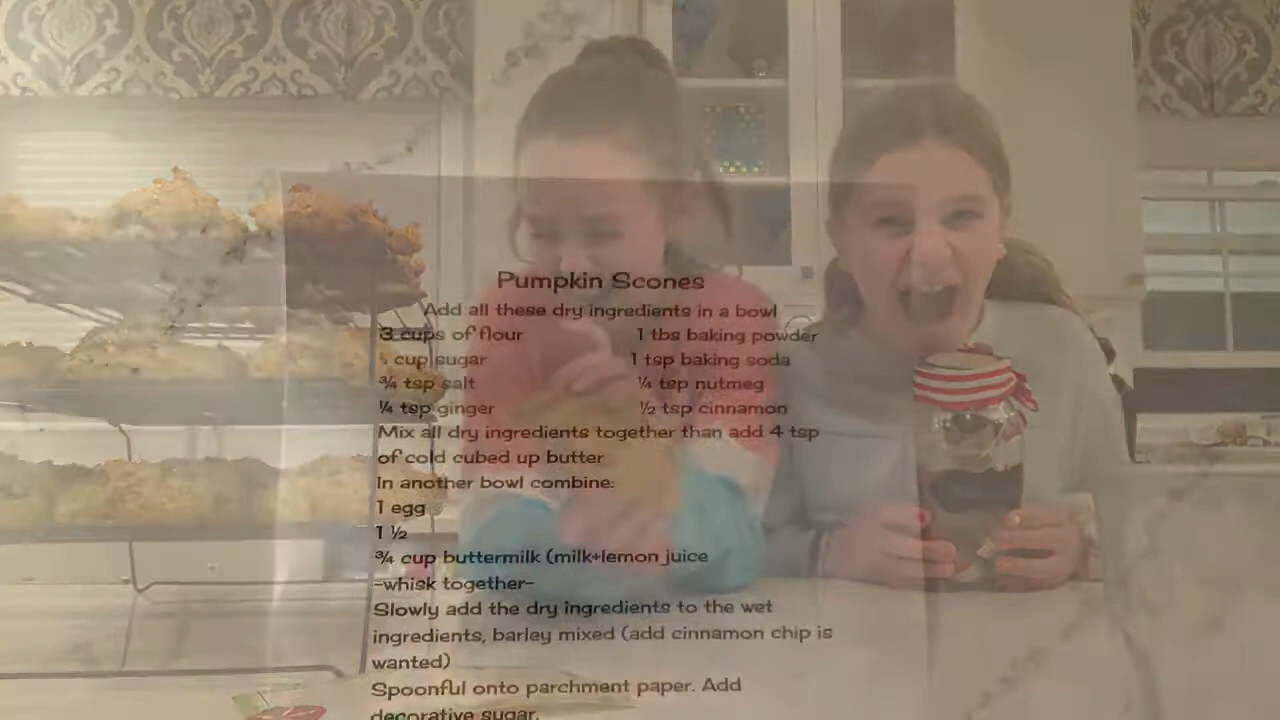 Pumpkin Scones
Add all these dry ingredients in a bowl
3 cups of flour 1 tbs baking powder
½ cup sugar 1 tsp baking soda
¾ tsp salt ¼ tsp nutmeg
¼ tsp ginger ½ tsp cinnamon
Mix all dry ingredients together than add 4 tsp
of cold cubed up butter
In another bowl combine:
1 egg
1 ½
¾ cup buttermilk (milk+lemon juice
-whisk together-
Slowly add the dry ingredients to the wet
ingredients, barley mixed (add cinnamon chip is
wanted)
Spoonful onto parchment paper. Add
decorative sugar.